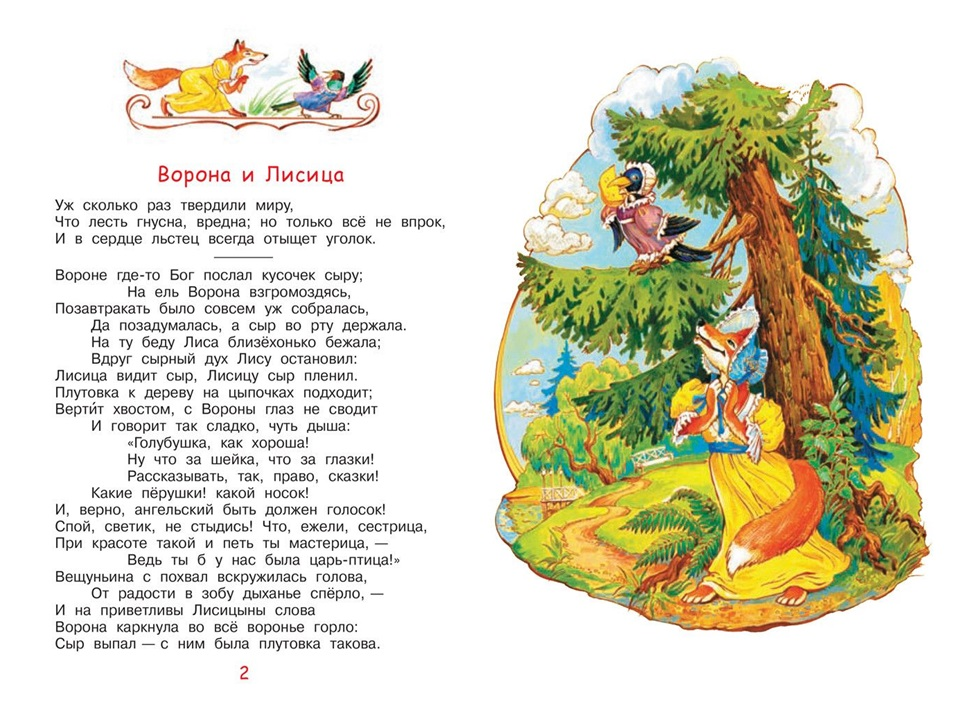 Ворона и Лисица
Уж сколько раз твердили миру,
Что лесть гнусна, вредна; но только всё не впрок,
И в сердце льстец всегда отыщет уголок.
Вороне где-то Бог послал кусочек сыру;
На ель Ворона взгромоздясь,
Позавтракать было совсем уж собралась,
Да позадумалась, а сыр во рту держала.
На ту беду Лиса близёхонько бежала;
Вдруг сырный дух Лису остановил:
Лисица видит сыр, Лисицу сыр пленил.
Плутовка к дереву на цыпочках подходит;
Верти́т хвостом, с Вороны глаз не сводит
И говорит так сладко, чуть дыша:
«Голубушка, как хороша!
Ну что за шейка, что за глазки!
Рассказывать, так, право, сказки!
Какие пёрушки! какой носок!
И, верно, ангельский быть должен голосок!
Спой, светик, не стыдись! Что, ежели, сестрица,
При красоте такой и петь ты мастерица, —
Ведь ты б у нас была царь-птица!»
Вещуньина с похвал вскружилась голова,
От радости в зобу дыханье спёрло, —
И на приветливы Лисицыны слова
Ворона каркнула во всё воронье горло:
Сыр выпал — с ним была плутовка такова.
2